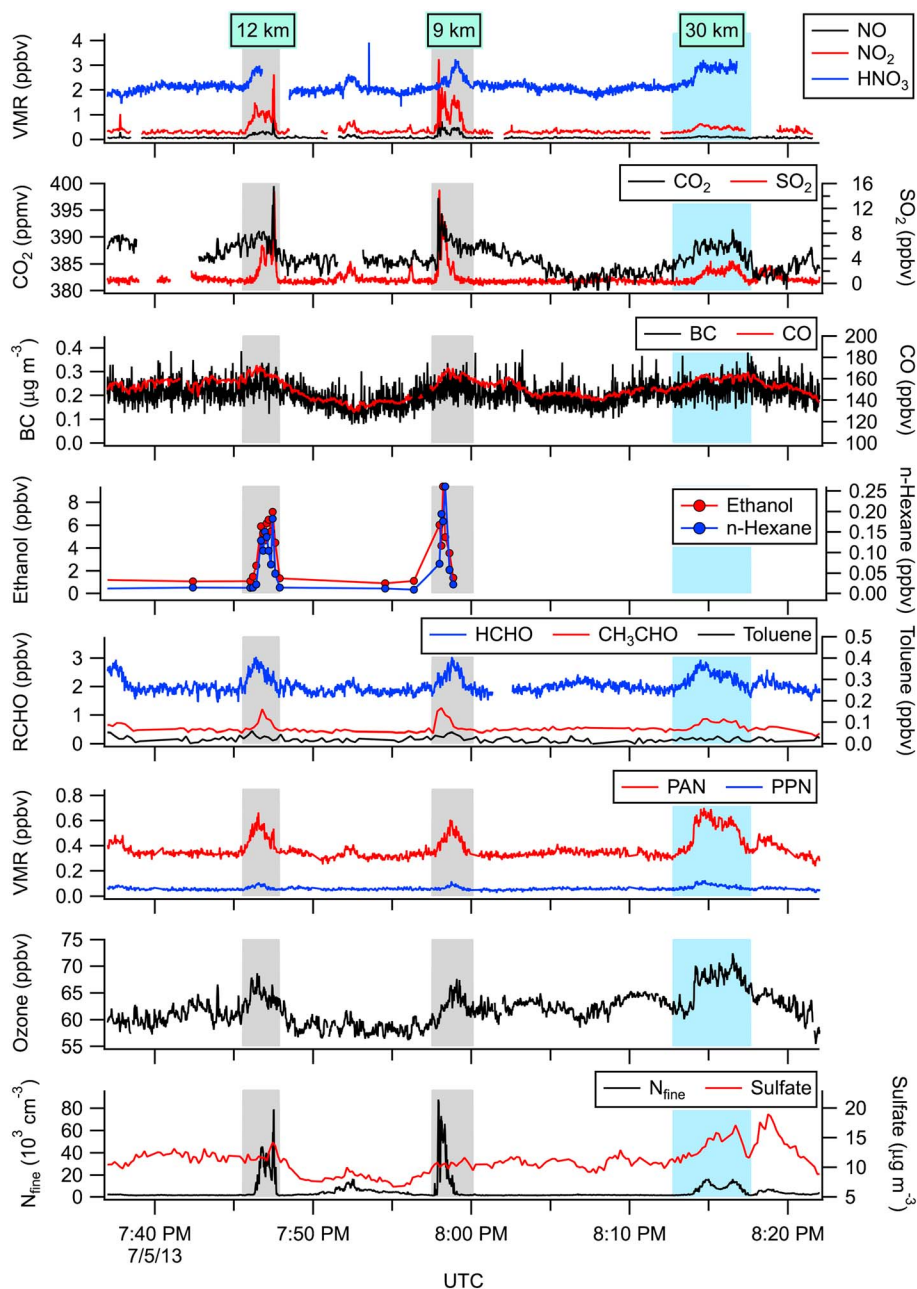 12 km 9 km 30 km
NO
NO2
HNO3
VMR (ppbv)
4
3
2
1
0
CO2 SO2
CO2 (ppmv)
400
395
390
385
380
16
12
8
4
0
SO2 (ppbv)
BC CO
BC (µg m-3)
0.4
0.3
0.2
0.1
0.0
200
180
160
140
120
100
CO (ppbv)
Ethanol
n-Hexane
Ethanol (ppbv)
8
6
4
2
0
0.25
0.20
0.15
0.10
0.05
0.00
n-Hexane (ppbv)
HCHO CH3CHO Toluene
RCHO (ppbv)
3
2
1
0
0.5
0.4
0.3
0.2
0.1
0.0
Toluene (ppbv)
PAN PPN
VMR (ppbv)
0.8
0.6
0.4
0.2
0.0
Ozone (ppbv)
75
70
65
60
55
Nfine Sulfate
Nfine (10³ cm-3)
80
60
40
20
0
20
15
10
5
Sulfate (µg m-3)
7:40 PM 7:50 PM 8:00 PM 8:10 PM 8:20 PM
7/5/13
UTC